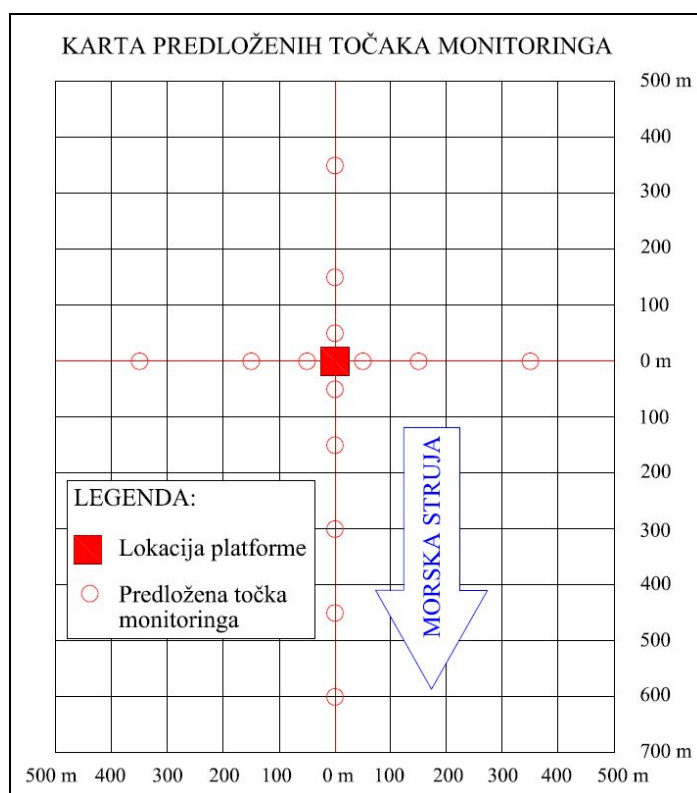 KARTA PREDLOŽENIH TOČAKA MONITORINGA
500 m
400
300
200
100
0 m
100
200
300
400
500
600
700 m
MORSKA STRUJA
LEGENDA:
Lokacija platforme
Predložena točka
monitoringa
500 m 400 300 200 100 0 m 100 200 300 400 500 m